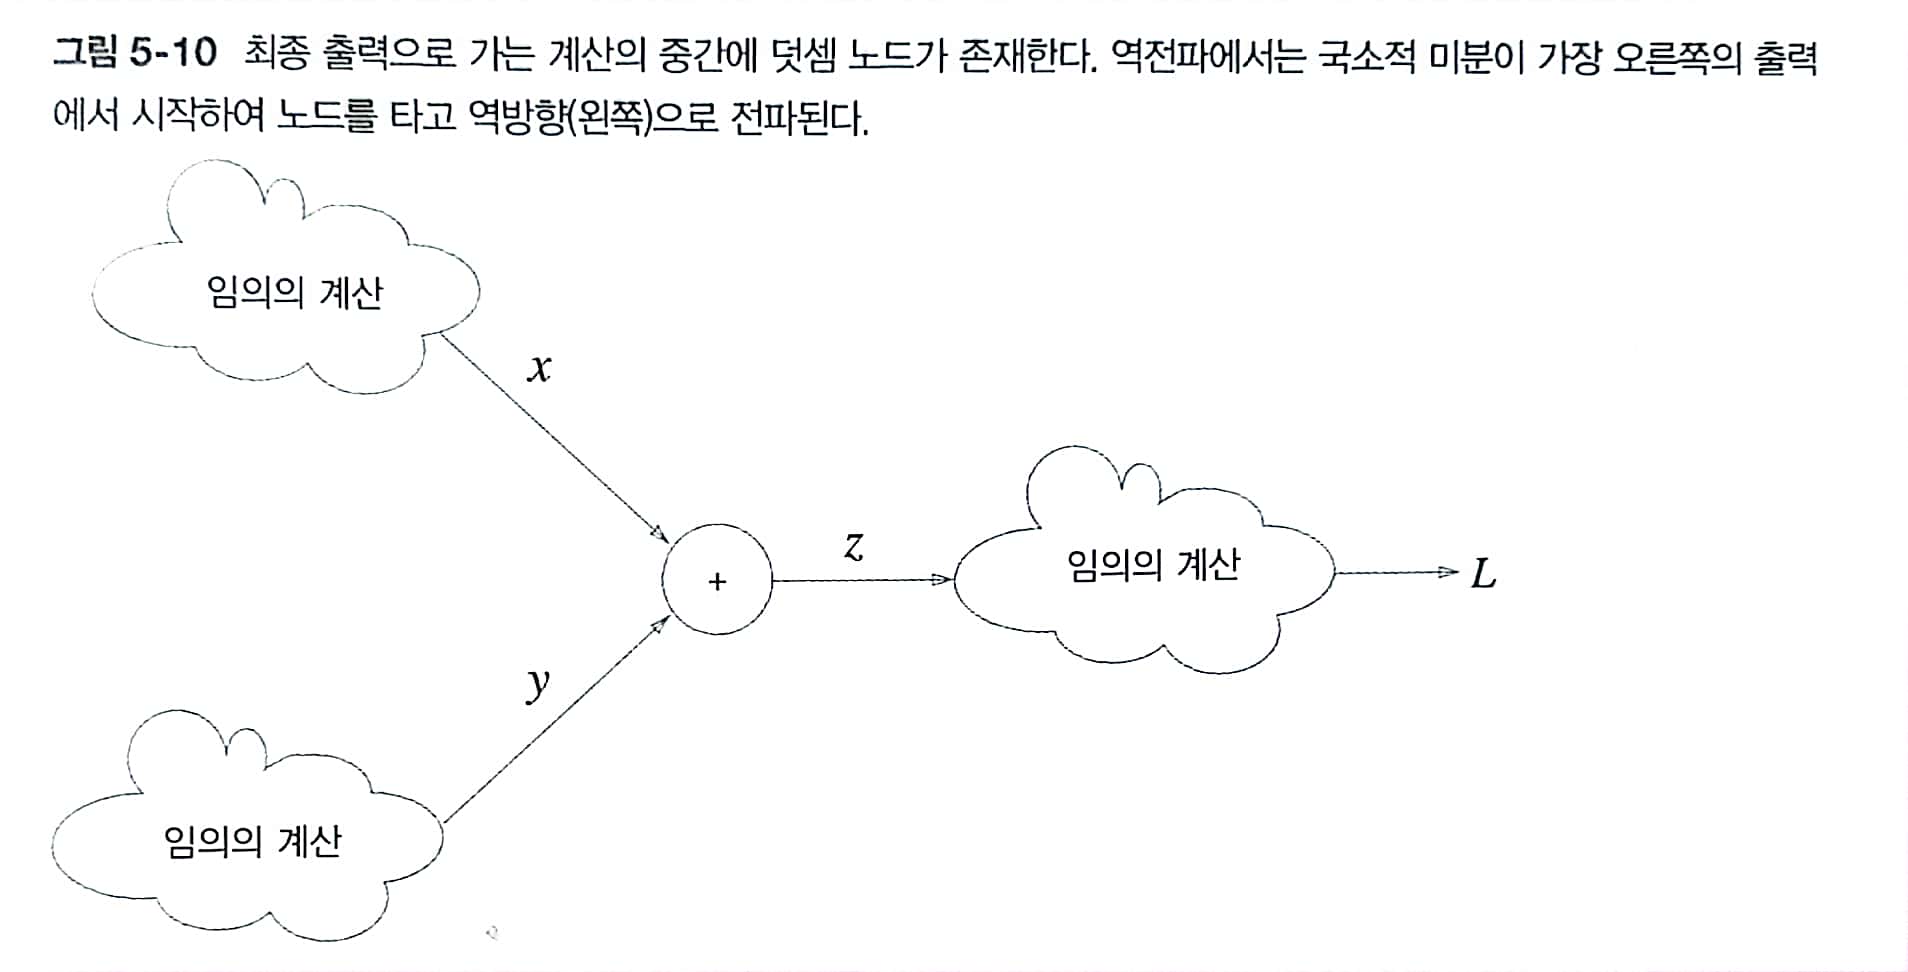 그림 5-10 최종 출력으로 가는 계산의 중간에 덧셈 노드가 존재한다. 역전파에서는 국소적 미분이 가장 오른쪽의 출력
에서 시작하여 노드를 타고 역방향(왼쪽)으로 전파된다.
임의의 계산
x
z
임의의 계산
L
+
y
임의의 계산